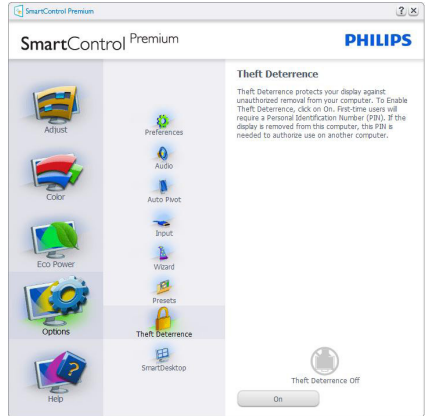 SmartControl Premium
SmartControl Premium
PHILIPS
Adjust
Color
Eco Power
Options
Help
Preferences
Audio
Auto Pivot
Input
Wizard
Presets
Theft Deterrence
SmartDesktop
Theft Deterrence
Theft Deterrence protects your display against
unauthorized removal from your computer. To Enable
Theft Deterrence, click on On. First-time users will
require a Personal Identification Number (PIN). If the
display is removed from this computer, this PIN is
needed to authorize use on another computer.
Theft Deterrence Off
On